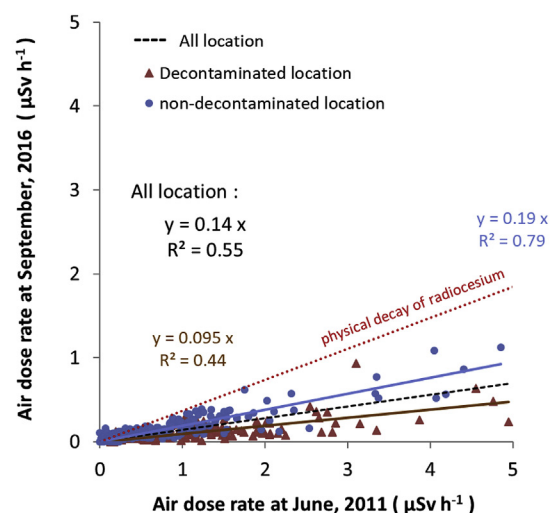 5
4
3
2
1
0
Air dose rate at September, 2016 ( µSv h⁻¹ )
All location
Decontaminated location
non-decontaminated location
All location :
y = 0.14 x
R² = 0.55
y = 0.19 x
R² = 0.79
physical decay of radiocesium
y = 0.095 x
R² = 0.44
0 1 2 3 4 5
Air dose rate at June, 2011 ( µSv h⁻¹ )